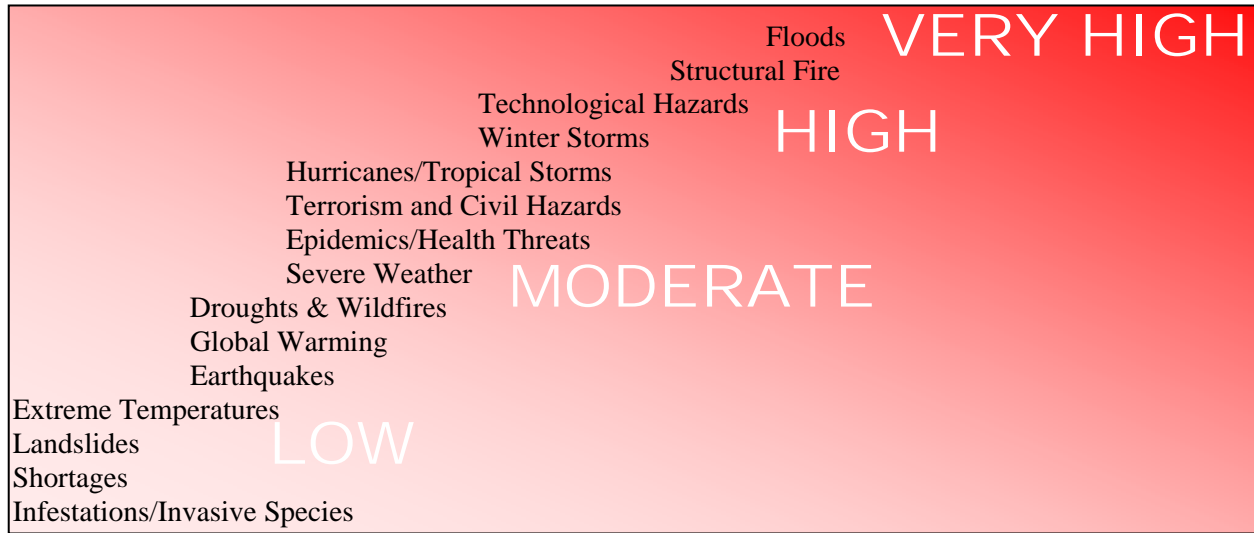 Floods VERY HIGH
Structural Fire
Technological Hazards
HIGH
Winter Storms
Hurricanes/Tropical Storms
Terrorism and Civil Hazards
Epidemics/Health Threats
Severe Weather MODERATE
Droughts & Wildfires
Global Warming
Earthquakes
Extreme Temperatures
LOW
Landslides
Shortages
Infestations/Invasive Species